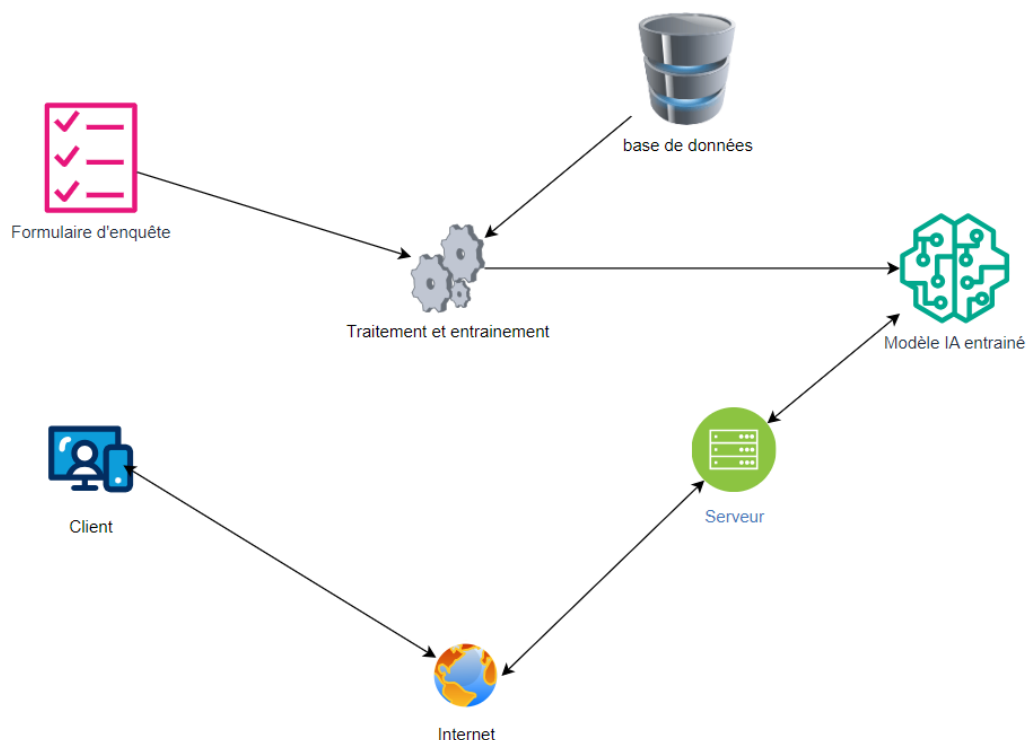 base de données
Formulaire d'enquête
Traitement et entrainement
Modèle IA entrainé
Client
Serveur
Internet